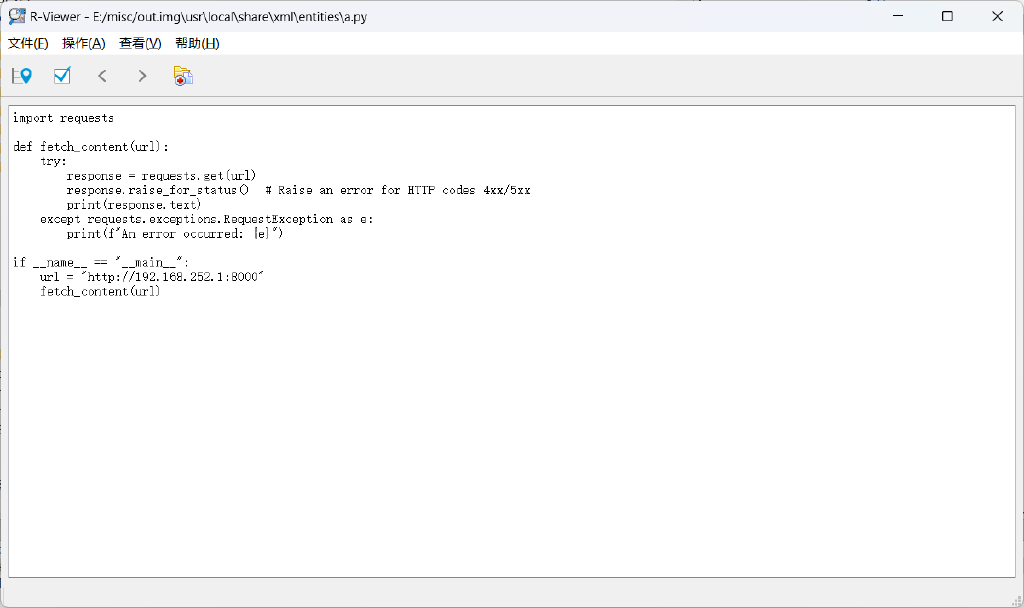 R-Viewer - E:/misc/out.img\usr\local\share\xml\entities\a.py
文件(F) 操作(A) 查看(V) 帮助(H)
import requests
def fetch_content(url):
    try:
        response = requests.get(url)
        response.raise_for_status()  # Raise an error for HTTP codes 4xx/5xx
        print(response.text)
    except requests.exceptions.RequestException as e:
        print(f"An error occurred: {e}")
if __name__ == "__main__":
    url = "http://192.168.252.1:8000"
    fetch_content(url)